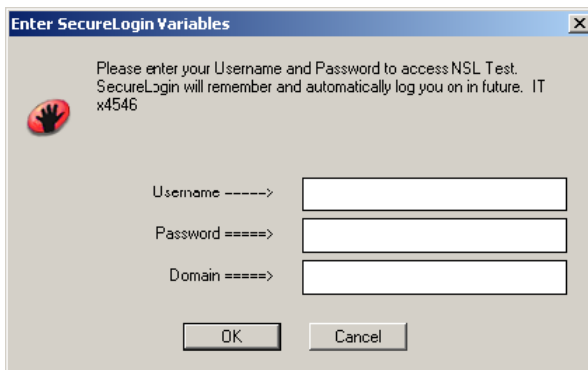 Enter SecureLogin Variables
Please enter your Username and Password to access NSL Test.
SecureLogin will remember and automatically log you on in future. IT
x4546
Username ----->
Password =====>
Domain ====>
OK
Cancel